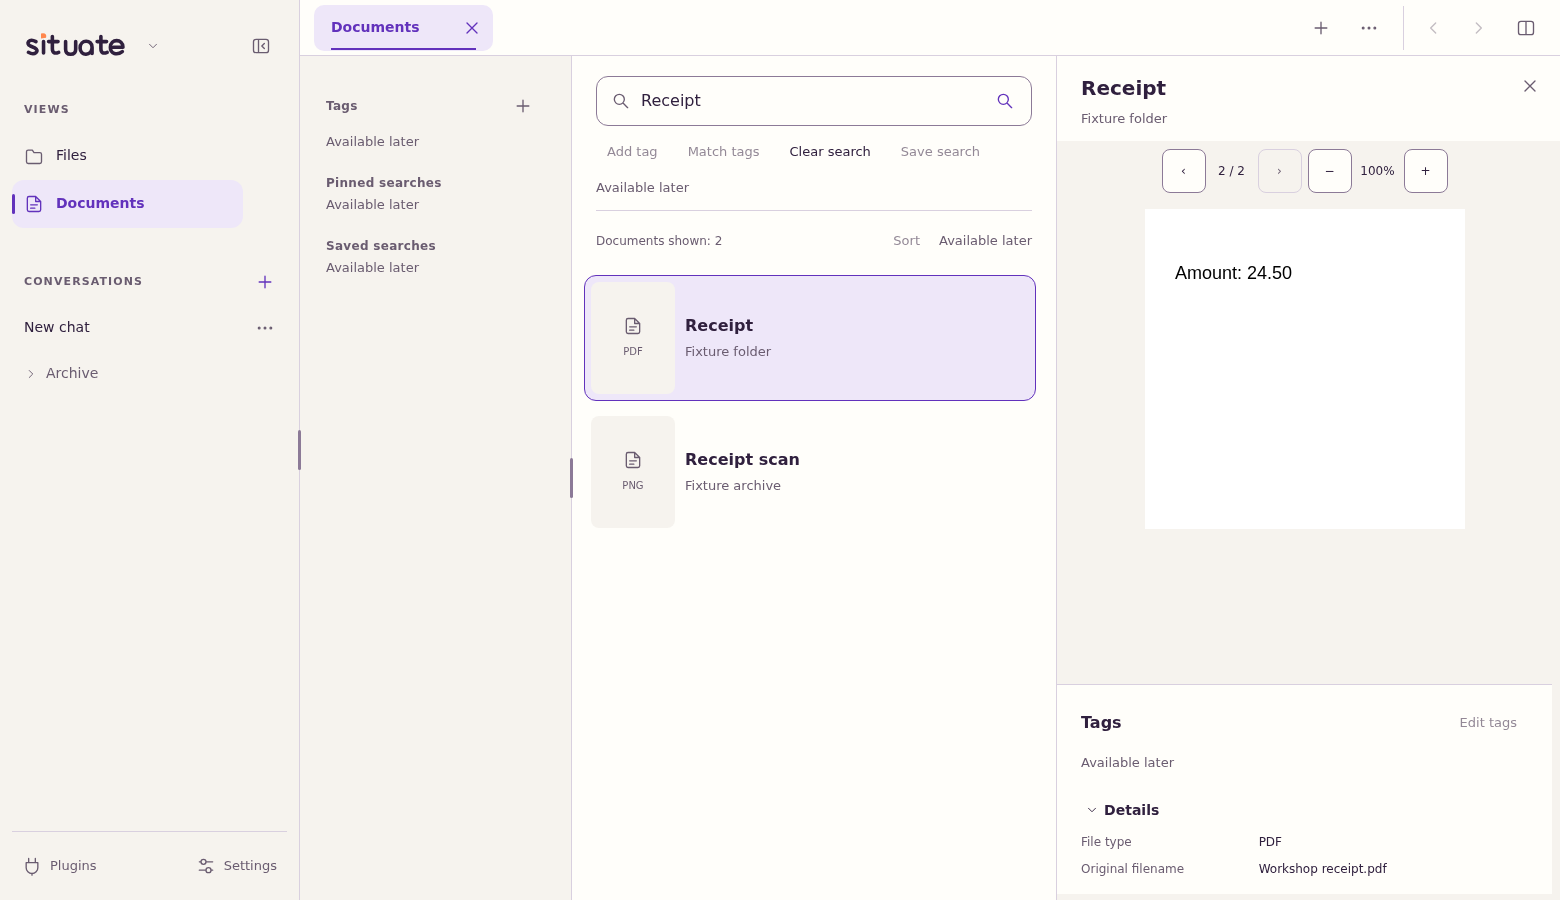 situate
VIEWS
Files
Documents
CONVERSATIONS
New chat
Archive
Plugins
Settings
Documents
Tags
Available later
Pinned searches
Available later
Saved searches
Available later
Receipt
Add tag Match tags Clear search Save search
Available later
Documents shown: 2 Sort Available later
PDF
Receipt
Fixture folder
PNG
Receipt scan
Fixture archive
Receipt
Fixture folder
‹ 2 / 2 › − 100% +
Amount: 24.50
Tags Edit tags
Available later
Details
File type PDF
Original filename Workshop receipt.pdf